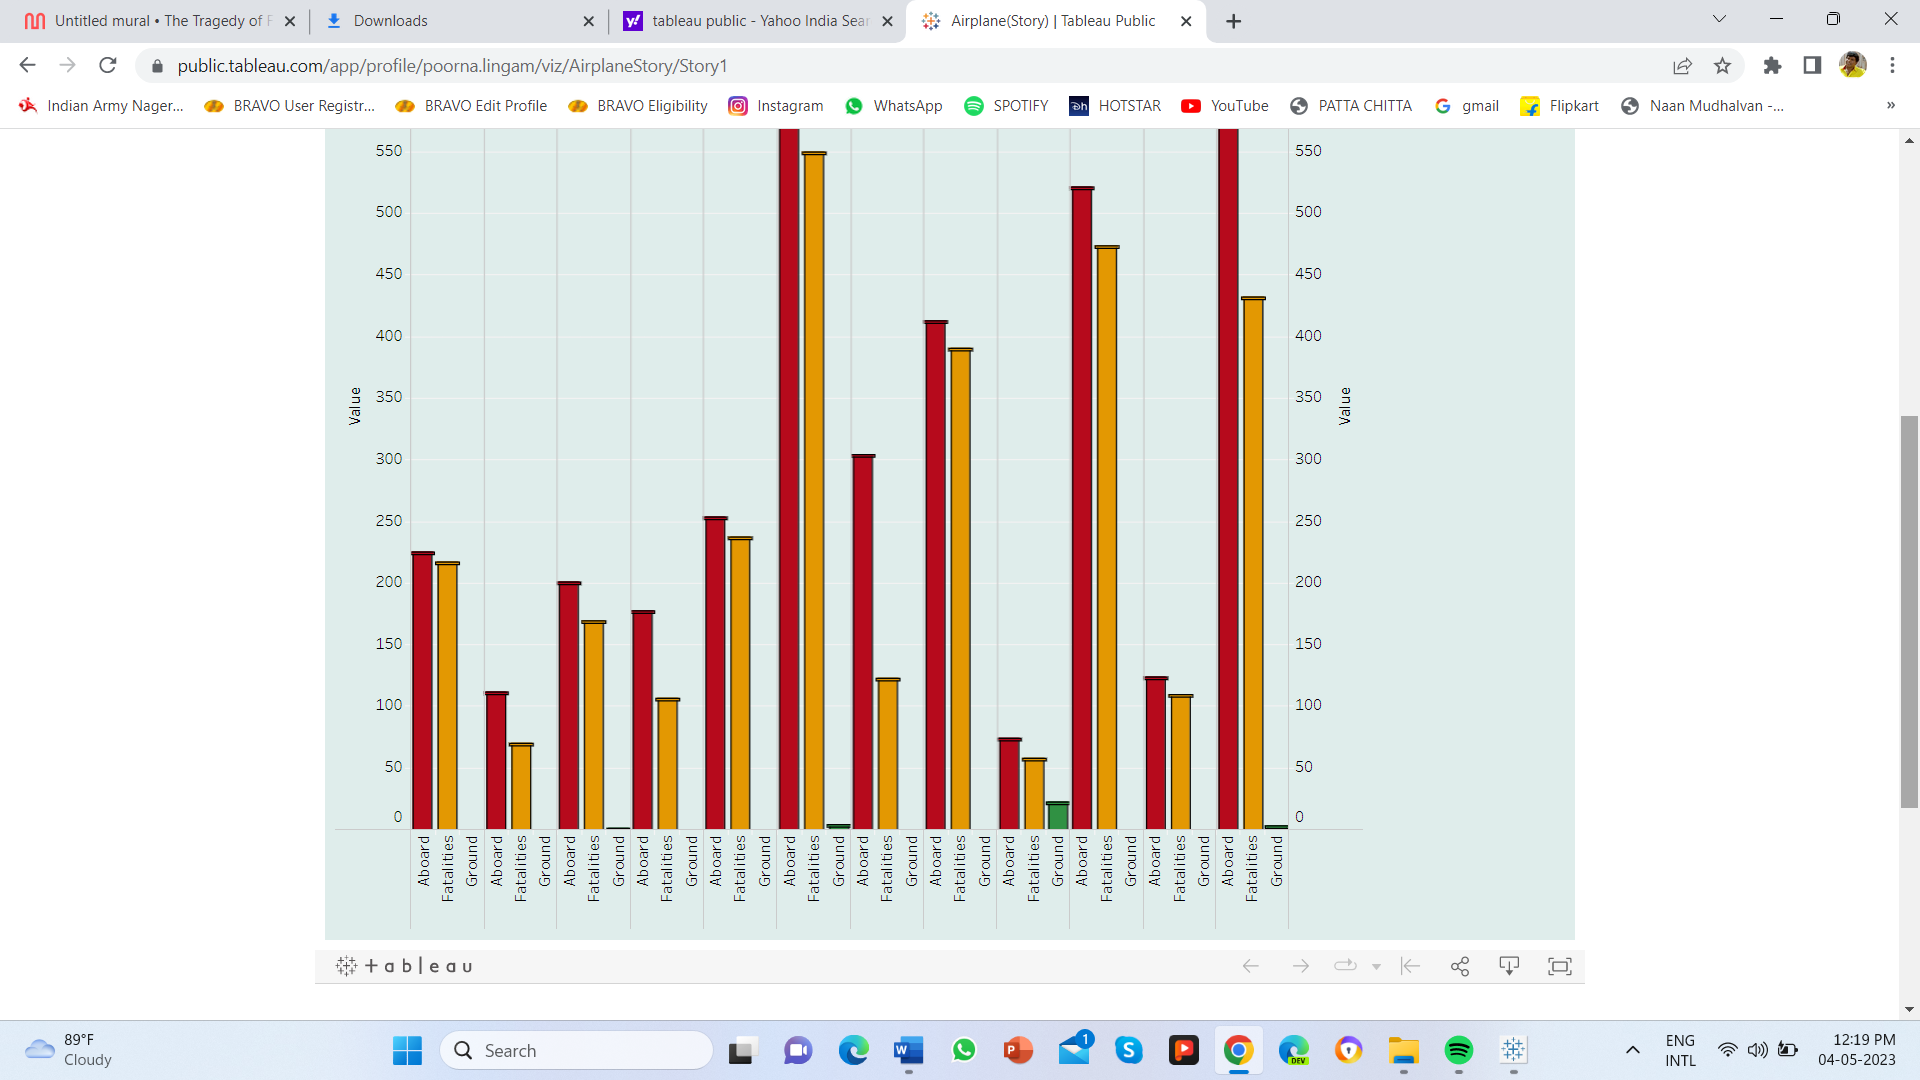 Untitled mural • The Tragedy of F
Downloads
tableau public - Yahoo India Sear
Airplane(Story) | Tableau Public
public.tableau.com/app/profile/poorna.lingam/viz/AirplaneStory/Story1
Indian Army Nager...
BRAVO User Registr...
BRAVO Edit Profile
BRAVO Eligibility
Instagram
WhatsApp
SPOTIFY
HOTSTAR
YouTube
PATTA CHITTA
gmail
Flipkart
Naan Mudhalvan -...
»
550 550
500 500
450 450
400 400
350 350
Value Value
300 300
250 250
200 200
150 150
100 100
50 50
0 0
Aboard Fatalities Ground Aboard Fatalities Ground Aboard Fatalities Ground Aboard Fatalities Ground Aboard Fatalities Ground Aboard Fatalities Ground Aboard Fatalities Ground Aboard Fatalities Ground Aboard Fatalities Ground Aboard Fatalities Ground Aboard Fatalities Ground Aboard Fatalities Ground
+ a b | e a u
89°F
Cloudy
Search
1
DEV
ENG
INTL
12:19 PM
04-05-2023